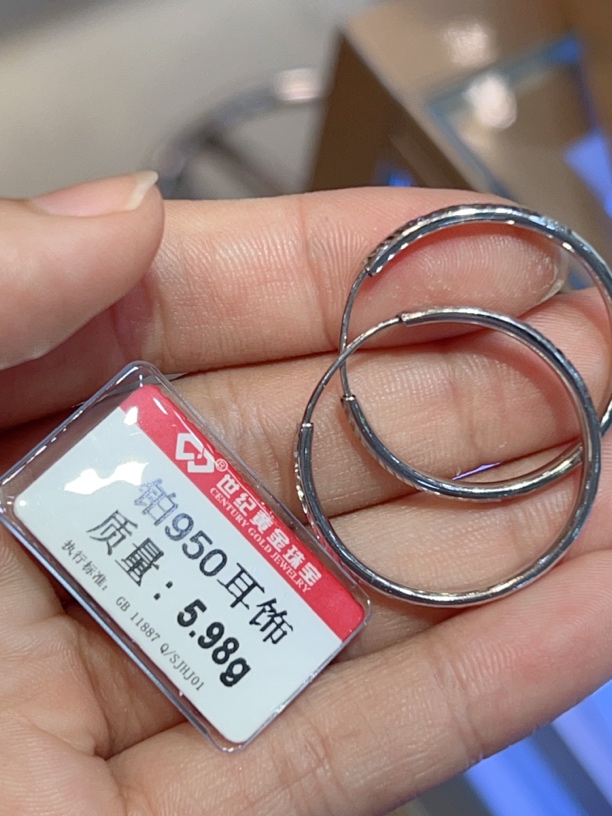 世纪黄金珠宝
CENTURY GOLD JEWELRY
铂950耳饰
质量：5.98g
执行标准：GB 11887 Q/SJHJ01